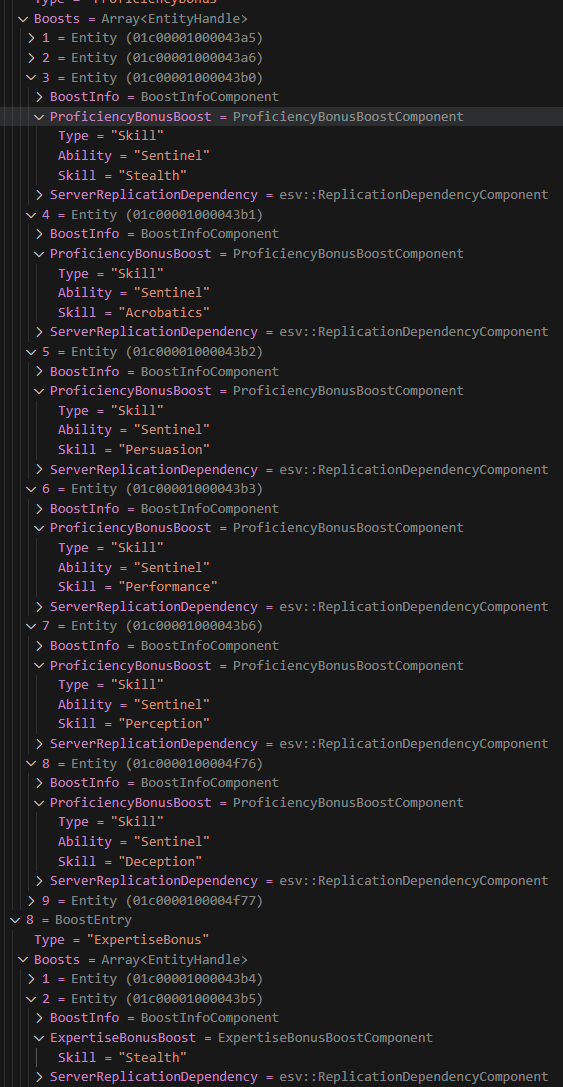 Type = "ProficiencyBonus"
Boosts = Array<EntityHandle>
1 = Entity (01c00001000043a5)
2 = Entity (01c00001000043a6)
3 = Entity (01c00001000043b0)
BoostInfo = BoostInfoComponent
ProficiencyBonusBoost = ProficiencyBonusBoostComponent
Type = "Skill"
Ability = "Sentinel"
Skill = "Stealth"
ServerReplicationDependency = esv::ReplicationDependencyComponent
4 = Entity (01c00001000043b1)
BoostInfo = BoostInfoComponent
ProficiencyBonusBoost = ProficiencyBonusBoostComponent
Type = "Skill"
Ability = "Sentinel"
Skill = "Acrobatics"
ServerReplicationDependency = esv::ReplicationDependencyComponent
5 = Entity (01c00001000043b2)
BoostInfo = BoostInfoComponent
ProficiencyBonusBoost = ProficiencyBonusBoostComponent
Type = "Skill"
Ability = "Sentinel"
Skill = "Persuasion"
ServerReplicationDependency = esv::ReplicationDependencyComponent
6 = Entity (01c00001000043b3)
BoostInfo = BoostInfoComponent
ProficiencyBonusBoost = ProficiencyBonusBoostComponent
Type = "Skill"
Ability = "Sentinel"
Skill = "Performance"
ServerReplicationDependency = esv::ReplicationDependencyComponent
7 = Entity (01c00001000043b6)
BoostInfo = BoostInfoComponent
ProficiencyBonusBoost = ProficiencyBonusBoostComponent
Type = "Skill"
Ability = "Sentinel"
Skill = "Perception"
ServerReplicationDependency = esv::ReplicationDependencyComponent
8 = Entity (01c0000100004f76)
BoostInfo = BoostInfoComponent
ProficiencyBonusBoost = ProficiencyBonusBoostComponent
Type = "Skill"
Ability = "Sentinel"
Skill = "Deception"
ServerReplicationDependency = esv::ReplicationDependencyComponent
9 = Entity (01c0000100004f77)
8 = BoostEntry
Type = "ExpertiseBonus"
Boosts = Array<EntityHandle>
1 = Entity (01c00001000043b4)
2 = Entity (01c00001000043b5)
BoostInfo = BoostInfoComponent
ExpertiseBonusBoost = ExpertiseBonusBoostComponent
Skill = "Stealth"
ServerReplicationDependency = esv::ReplicationDependencyComponent